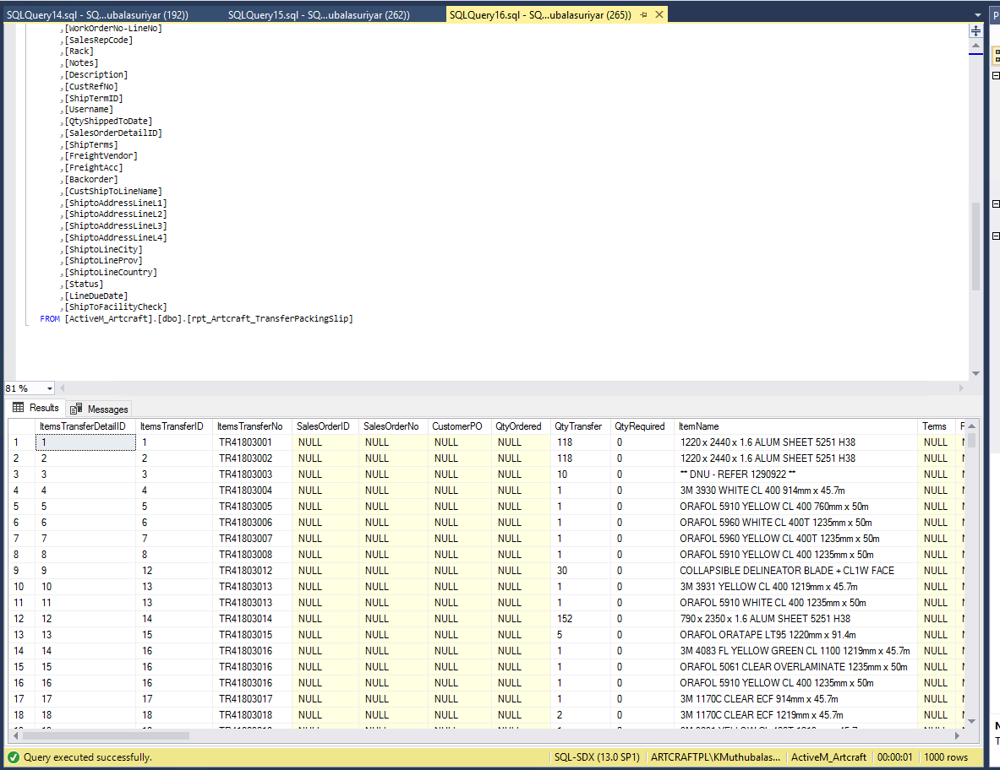 SQLQuery14.sql - SQ...ubalasuriyar (192)) SQLQuery15.sql - SQ...ubalasuriyar (262)) SQLQuery16.sql - SQ...ubalasuriyar (265))
P
,[WorkOrderNo-LineNo]
,[SalesRepCode]
,[Rack]
,[Notes]
,[Description]
,[CustRefNo]
,[ShipTermID]
,[Username]
,[QtyShippedToDate]
,[SalesOrderDetailID]
,[ShipTerms]
,[FreightVendor]
,[FreightAcc]
,[Backorder]
,[CustShipToLineName]
,[ShiptoAddressLineL1]
,[ShiptoAddressLineL2]
,[ShiptoAddressLineL3]
,[ShiptoAddressLineL4]
,[ShiptoLineCity]
,[ShiptoLineProv]
,[ShiptoLineCountry]
,[Status]
,[LineDueDate]
,[ShipToFacilityCheck]
FROM [ActiveM_Artcraft].[dbo].[rpt_Artcraft_TransferPackingSlip]
81 %
Results Messages
ItemsTransferDetailID ItemsTransferID ItemsTransferNo SalesOrderID SalesOrderNo CustomerPO QtyOrdered QtyTransfer QtyRequired ItemName Terms
1 1 1 TR41803001 NULL NULL NULL NULL 118 0 1220 x 2440 x 1.6 ALUM SHEET 5251 H38 NULL
2 2 2 TR41803002 NULL NULL NULL NULL 118 0 1220 x 2440 x 1.6 ALUM SHEET 5251 H38 NULL
3 3 3 TR41803003 NULL NULL NULL NULL 10 0 ** DNU - REFER 1290922 ** NULL
4 4 4 TR41803004 NULL NULL NULL NULL 1 0 3M 3930 WHITE CL 400 914mm x 45.7m NULL
5 5 5 TR41803005 NULL NULL NULL NULL 1 0 ORAFOL 5910 YELLOW CL 400 760mm x 50m NULL
6 6 6 TR41803006 NULL NULL NULL NULL 1 0 ORAFOL 5960 WHITE CL 400T 1235mm x 50m NULL
7 7 7 TR41803007 NULL NULL NULL NULL 1 0 ORAFOL 5960 YELLOW CL 400T 1235mm x 50m NULL
8 8 8 TR41803008 NULL NULL NULL NULL 1 0 ORAFOL 5910 YELLOW CL 400 1235mm x 50m NULL
9 9 12 TR41803012 NULL NULL NULL NULL 30 0 COLLAPSIBLE DELINEATOR BLADE + CL1W FACE NULL
10 10 13 TR41803013 NULL NULL NULL NULL 1 0 3M 3931 YELLOW CL 400 1219mm x 45.7m NULL
11 11 13 TR41803013 NULL NULL NULL NULL 1 0 ORAFOL 5910 WHITE CL 400 1235mm x 50m NULL
12 12 14 TR41803014 NULL NULL NULL NULL 152 0 790 x 2350 x 1.6 ALUM SHEET 5251 H38 NULL
13 13 15 TR41803015 NULL NULL NULL NULL 5 0 ORAFOL ORATAPE LT95 1220mm x 91.4m NULL
14 14 16 TR41803016 NULL NULL NULL NULL 1 0 3M 4083 FL YELLOW GREEN CL 1100 1219mm x 45.7m NULL
15 15 16 TR41803016 NULL NULL NULL NULL 1 0 ORAFOL 5061 CLEAR OVERLAMINATE 1235mm x 50m NULL
16 16 16 TR41803016 NULL NULL NULL NULL 1 0 ORAFOL 5910 YELLOW CL 400 1235mm x 50m NULL
17 17 17 TR41803017 NULL NULL NULL NULL 1 0 3M 1170C CLEAR ECF 914mm x 45.7m NULL
18 18 18 TR41803018 NULL NULL NULL NULL 2 0 3M 1170C CLEAR ECF 1219mm x 45.7m NULL
Query executed successfully. SQL-SDX (13.0 SP1) ARTCRAFTPL\KMuthubalas... ActiveM_Artcraft 00:00:01 1000 rows